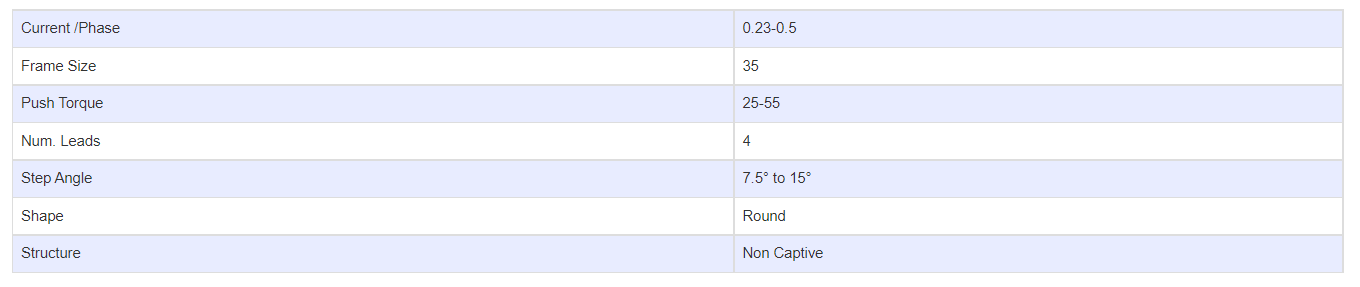 Current /Phase 0.23-0.5
Frame Size 35
Push Torque 25-55
Num. Leads 4
Step Angle 7.5° to 15°
Shape Round
Structure Non Captive